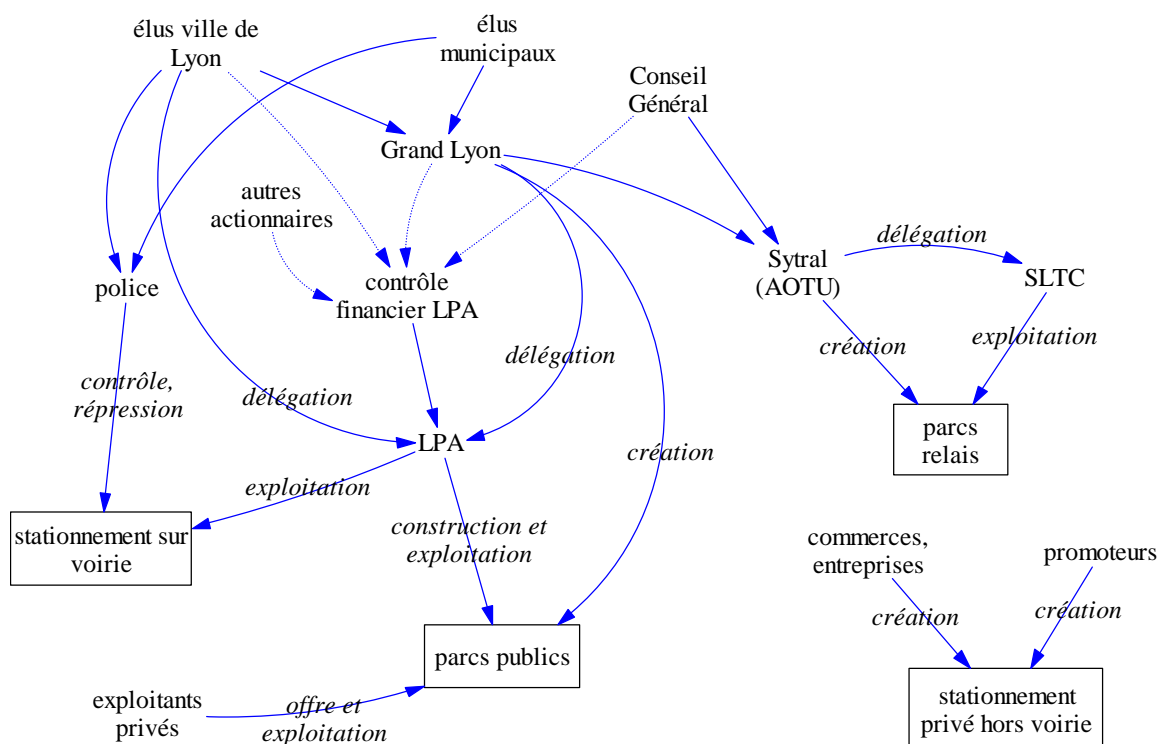 élus ville de
Lyon
élus
municipaux
Conseil
Général
Grand Lyon
autres
actionnaires
délégation
Sytral
(AOTU)
SLTC
police
contrôle
financier LPA
création
exploitation
délégation
contrôle,
répression
délégation
parcs
relais
LPA
création
exploitation
construction et
exploitation
stationnement sur
voirie
commerces,
entreprises
promoteurs
création
création
parcs publics
exploitants
privés
offre et
exploitation
stationnement
privé hors voirie